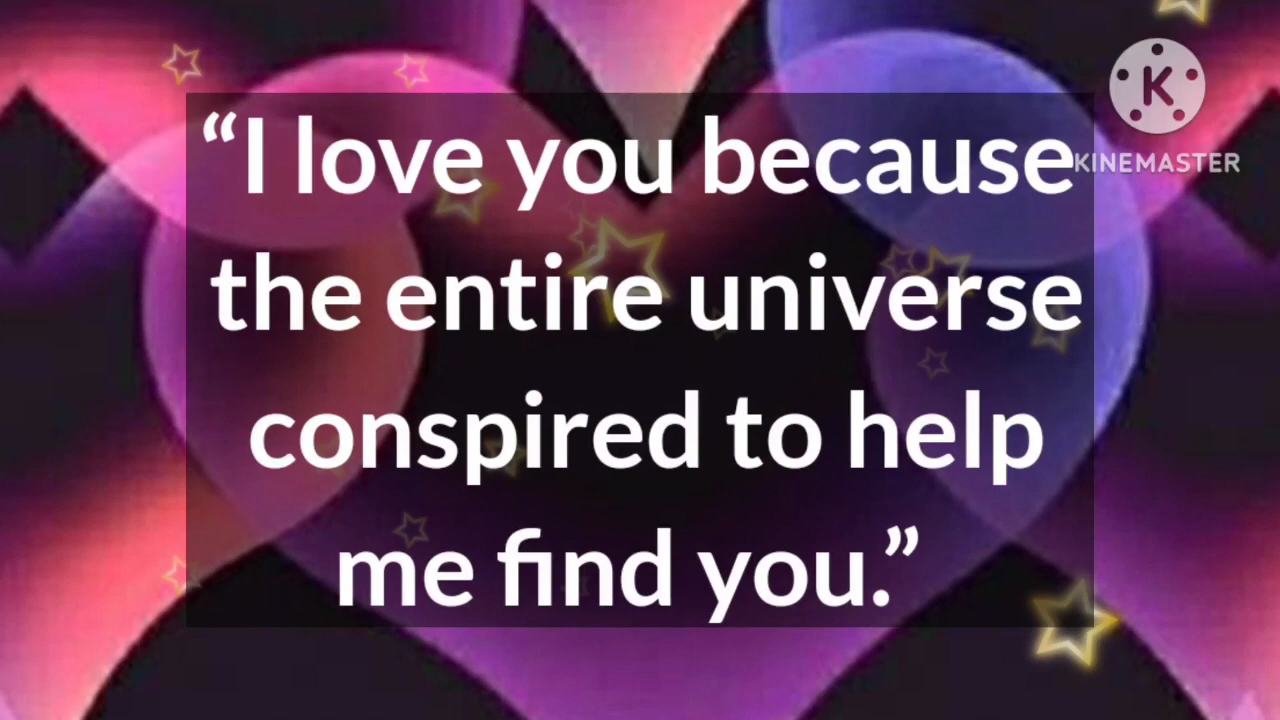 “I love you because
the entire universe
conspired to help
me find you.”
K
KINEMASTER